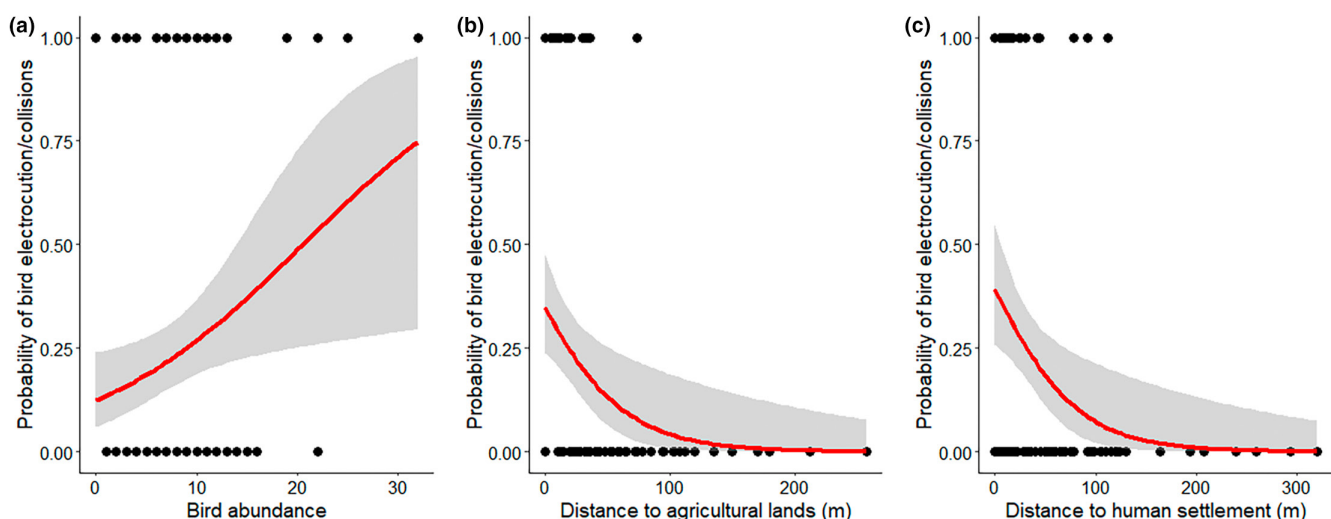 (a)
Probability of bird electrocution/collisions
1.00
0.75
0.50
0.25
0.00
0
10
20
30
Bird abundance
(b)
Probability of bird electrocution/collisions
1.00
0.75
0.50
0.25
0.00
0
100
200
Distance to agricultural lands (m)
(c)
Probability of bird electrocution/collisions
1.00
0.75
0.50
0.25
0.00
0
100
200
300
Distance to human settlement (m)